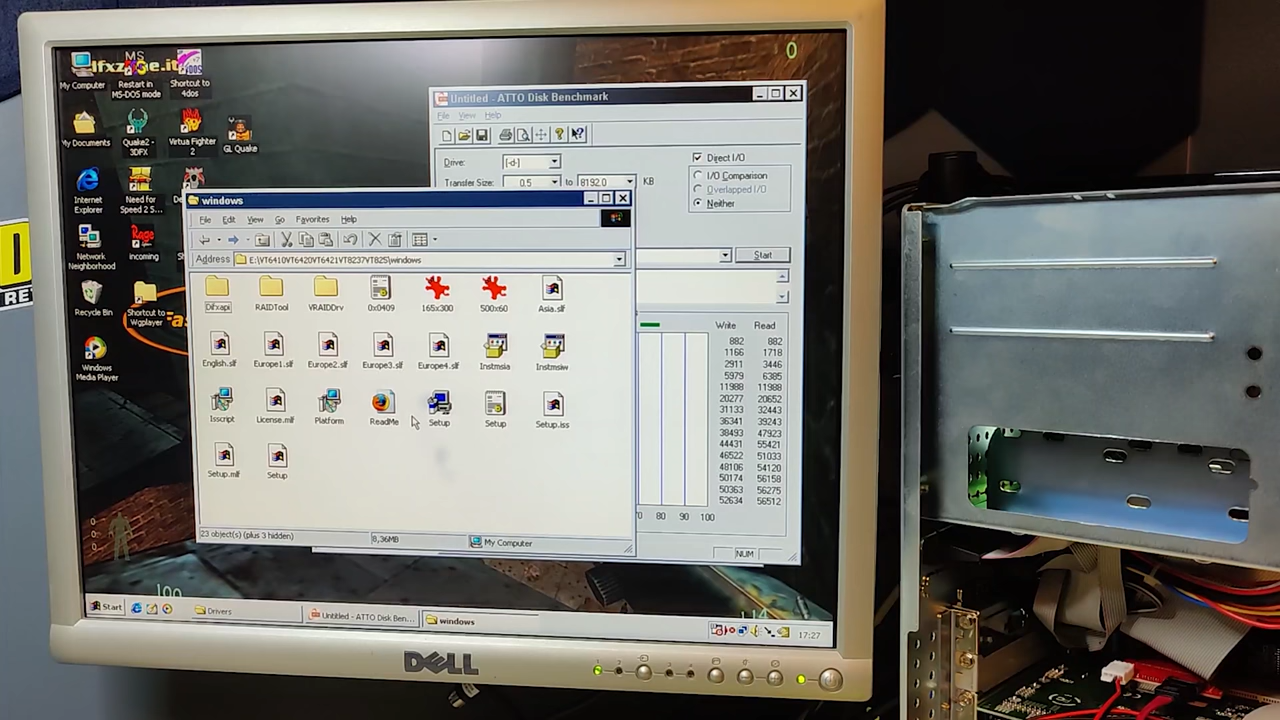 My Computer
MS
Restart in
MS-DOS mode
Shortcut to
4dos
My Documents
Quake2 -
3DFX
Virtua Fighter
2
GL Quake
Internet
Explorer
Need for
Speed 2 S...
Network
Neighborhood
Rage
incoming
Recycle Bin
Shortcut to
Wgplayer
Windows
Media Player
0
Untitled - ATTO Disk Benchmark
File View Help
Drive: [-d-]
Transfer Size: 0.5 to 8192.0 KB
Direct I/O
I/O Comparison
Overlapped I/O
Neither
Start
Write Read
882 882
1166 1718
2911 3446
5979 6385
11988 11988
20277 20652
31133 32443
36341 39243
38493 47923
44431 55421
46522 51033
48106 54120
50174 56158
50363 56275
52634 56512
80 90 100
NUM
windows
File Edit View Go Favorites Help
Address E:\VT6410VT6420VT6421VT8237VT825\windows
Difxapi RAIDTool VRAIDDrv 0x0409 165x300 500x60 Asia.slf
English.slf Europe1.slf Europe2.slf Europe3.slf Europe4.slf Instmsia Instmsiw
Isscript License.mlf Platform ReadMe Setup Setup Setup.iss
Setup.mlf Setup
23 object(s) (plus 3 hidden) 8,36MB My Computer
100
114
Start Drivers Untitled - ATTO Disk Ben... windows 17:27
DELL